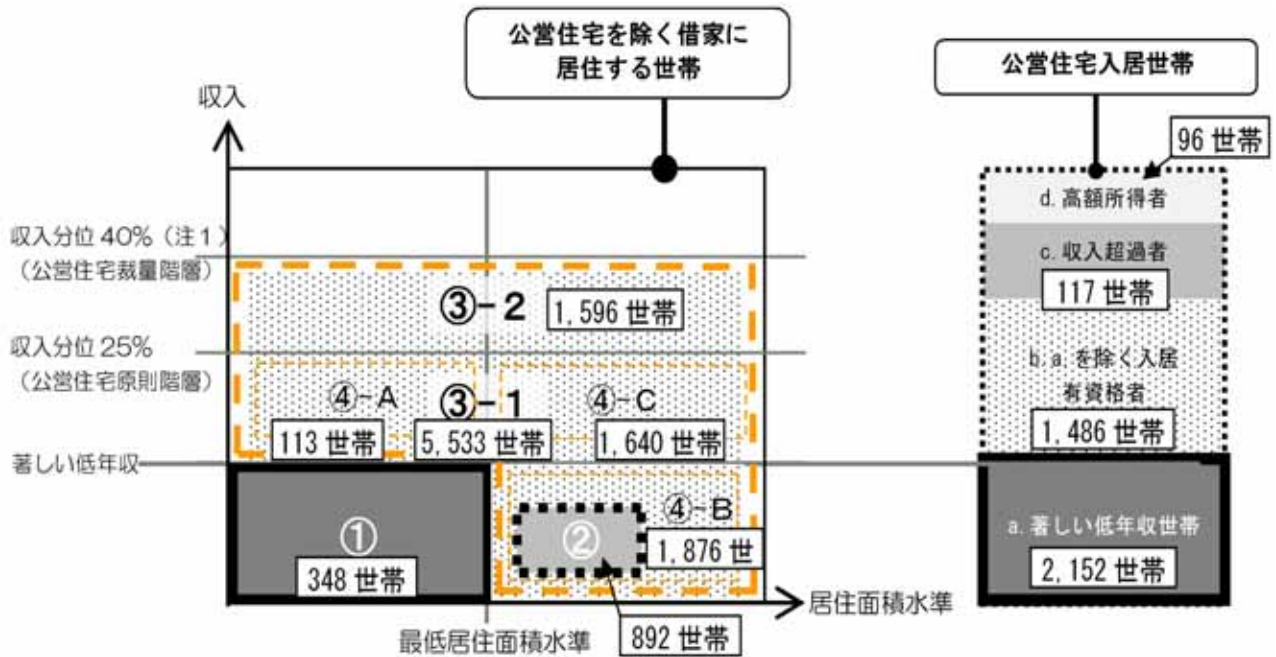 公営住宅を除く借家に
居住する世帯
公営住宅入居世帯
収入
96 世帯
d. 高額所得者
収入分位 40%（注１）
（公営住宅裁量階層）
c. 収入超過者
117 世帯
③-2
1,596 世帯
収入分位 25%
（公営住宅原則階層）
b. a. を除く入居
有資格者
1,486 世帯
④-A
③-1
④-C
113 世帯
5,533 世帯
1,640 世帯
著しい低年収
①
348 世帯
②
④-B
1,876 世
a. 著しい低年収世帯
2,152 世帯
居住面積水準
最低居住面積水準
892 世帯